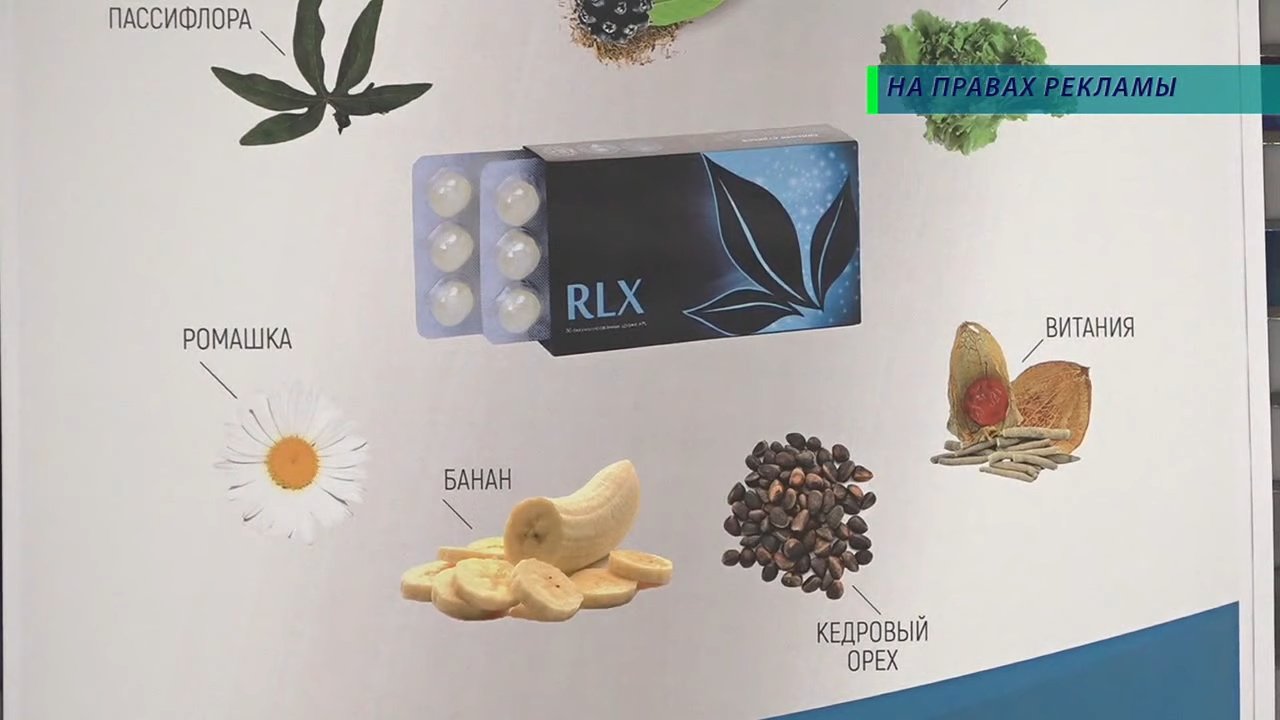 ПАССИФЛОРА
НА ПРАВАХ РЕКЛАМЫ
RLX
РОМАШКА
ВИТАНИЯ
БАНАН
КЕДРОВЫЙ
ОРЕХ